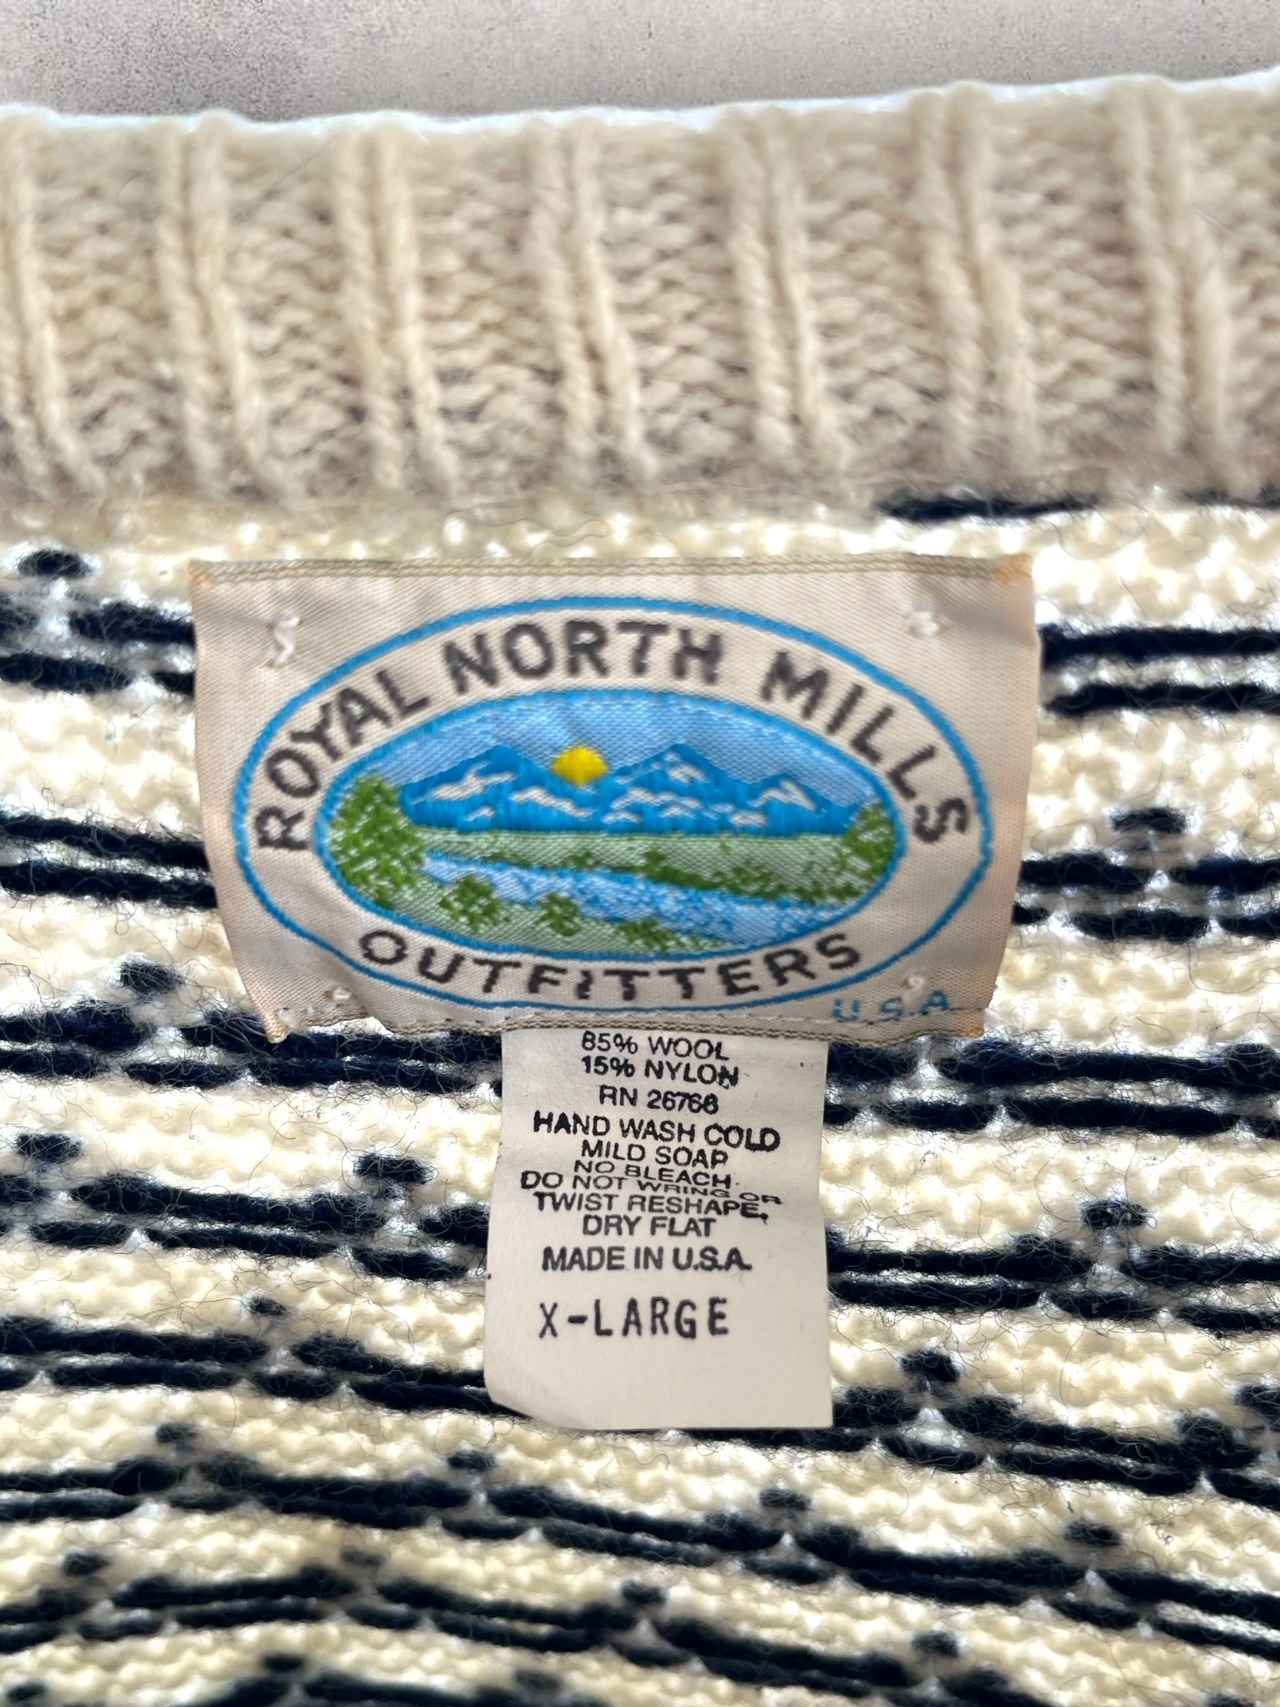 ROYAL NORTH MILLS
OUTFITTERS
U.S.A.
85% WOOL
15% NYLON
RN 26768
HAND WASH COLD
MILD SOAP
NO BLEACH
DO NOT WRING OR
TWIST RESHAPE,
DRY FLAT
MADE IN U.S.A.
X-LARGE